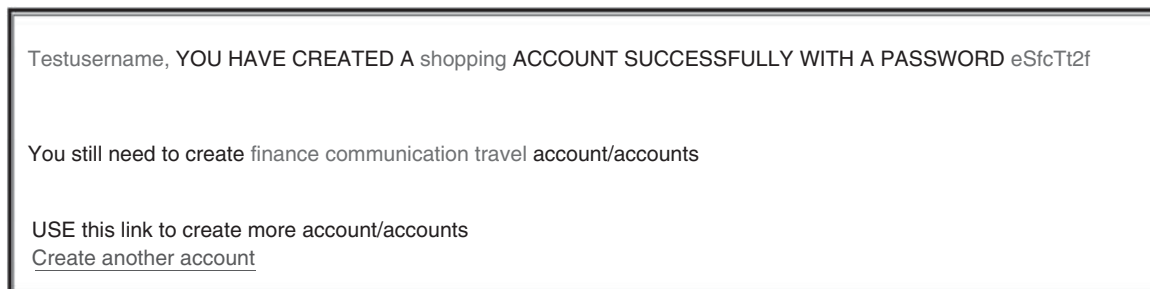 Testusername, YOU HAVE CREATED A shopping ACCOUNT SUCCESSFULLY WITH A PASSWORD eSfcTt2f
You still need to create finance communication travel account/accounts
USE this link to create more account/accounts
Create another account